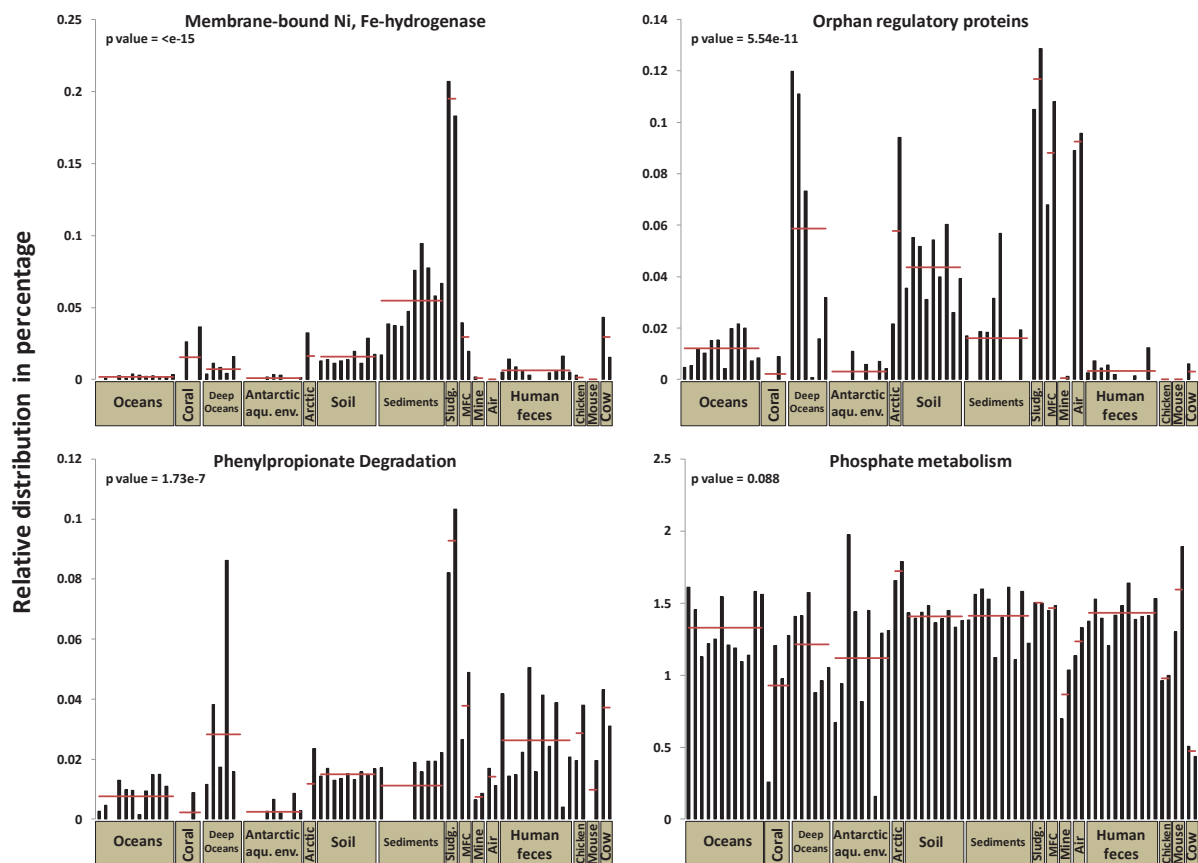 Relative distribution in percentage
Membrane-bound Ni, Fe-hydrogenase
p value = <e-15
0.25
0.2
0.15
0.1
0.05
0
Oceans
Coral
Deep
Oceans
Antarctic
aqu. env.
Arctic
Soil
Sediments
Sludg.
MFC
Mine
Air
Human
feces
Chicken
Mouse
Cow
Orphan regulatory proteins
p value = 5.54e-11
0.14
0.12
0.1
0.08
0.06
0.04
0.02
0
Oceans
Coral
Deep
Oceans
Antarctic
aqu. env.
Arctic
Soil
Sediments
Sludg.
MFC
Mine
Air
Human
feces
Chicken
Mouse
Cow
Phenylpropionate Degradation
p value = 1.73e-7
0.12
0.1
0.08
0.06
0.04
0.02
0
Oceans
Coral
Deep
Oceans
Antarctic
aqu. env.
Arctic
Soil
Sediments
Sludg.
MFC
Mine
Air
Human
feces
Chicken
Mouse
Cow
Phosphate metabolism
p value = 0.088
2.5
2
1.5
1
0.5
0
Oceans
Coral
Deep
Oceans
Antarctic
aqu. env.
Arctic
Soil
Sediments
Sludg.
MFC
Mine
Air
Human
feces
Chicken
Mouse
Cow